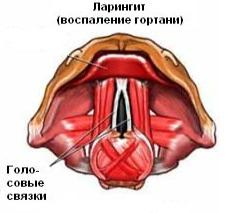 Ларингит
(воспаление гортани)
Голо-
совые
связки